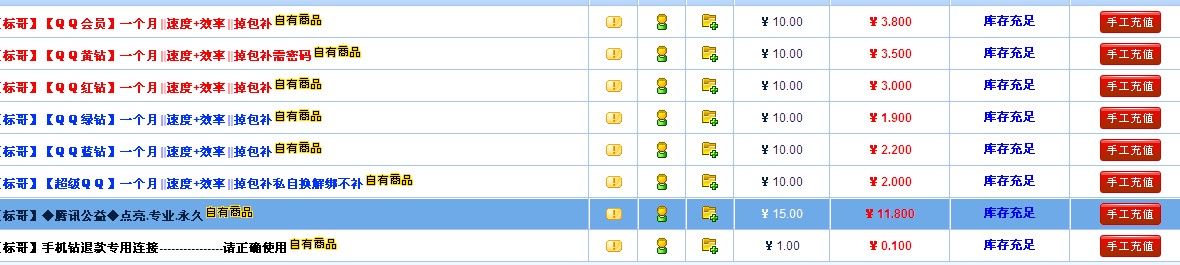 【标哥】【ＱＱ会员】一个月||速度+效率||掉包补 自有商品 ¥ 10.00 ¥ 3.800 库存充足 手工充值
【标哥】【ＱＱ黄钻】一个月||速度+效率||掉包补需密码 自有商品 ¥ 10.00 ¥ 3.500 库存充足 手工充值
【标哥】【ＱＱ红钻】一个月||速度+效率||掉包补 自有商品 ¥ 10.00 ¥ 3.000 库存充足 手工充值
【标哥】【ＱＱ绿钻】一个月||速度+效率||掉包补 自有商品 ¥ 10.00 ¥ 1.900 库存充足 手工充值
【标哥】【ＱＱ蓝钻】一个月||速度+效率||掉包补 自有商品 ¥ 10.00 ¥ 2.200 库存充足 手工充值
【标哥】【超级ＱＱ】一个月||速度+效率||掉包补私自换解绑不补 自有商品 ¥ 10.00 ¥ 2.000 库存充足 手工充值
【标哥】◆腾讯公益◆点亮.专业.永久 自有商品 ¥ 15.00 ¥ 11.800 库存充足 手工充值
【标哥】手机钻退款专用连接---------------请正确使用 自有商品 ¥ 1.00 ¥ 0.100 库存充足 手工充值